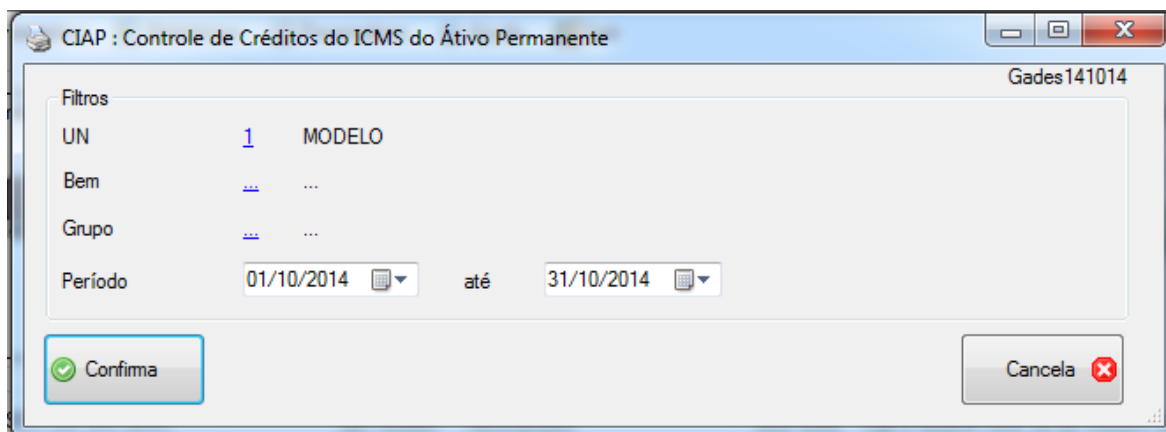 CIAP : Controle de Créditos do ICMS do Átivo Permanente
Gades141014
Filtros
UN 1 MODELO
Bem ... ...
Grupo ... ...
Período 01/10/2014 até 31/10/2014
Confirma Cancela